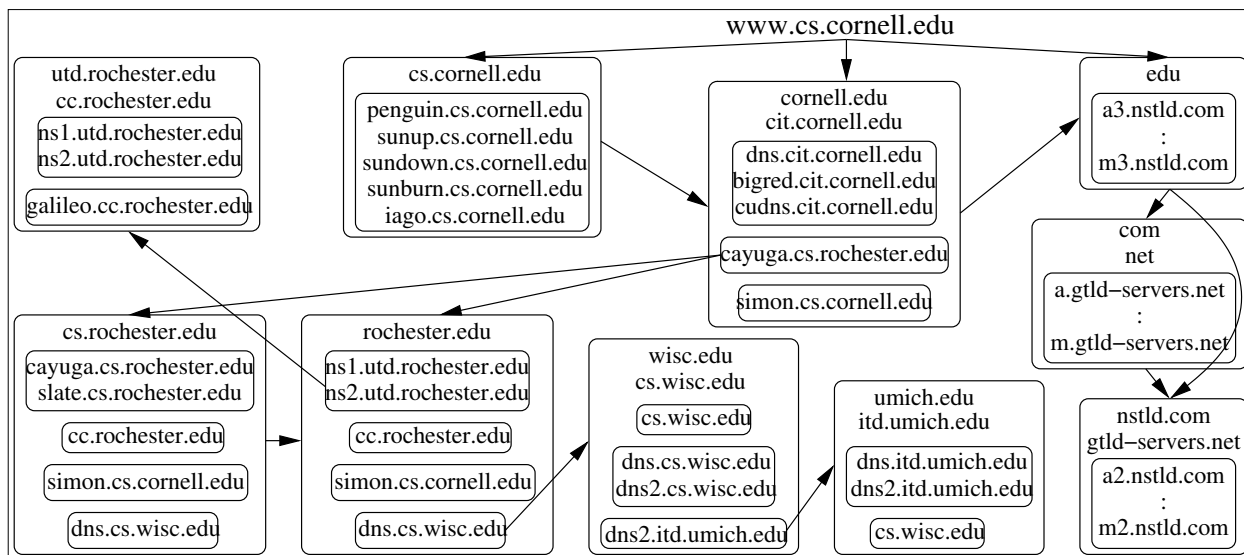 www.cs.cornell.edu
utd.rochester.edu
cc.rochester.edu
ns1.utd.rochester.edu
ns2.utd.rochester.edu
galileo.cc.rochester.edu
cs.cornell.edu
penguin.cs.cornell.edu
sunup.cs.cornell.edu
sundown.cs.cornell.edu
sunburn.cs.cornell.edu
iago.cs.cornell.edu
cornell.edu
cit.cornell.edu
dns.cit.cornell.edu
bigred.cit.cornell.edu
cudns.cit.cornell.edu
cayuga.cs.rochester.edu
simon.cs.cornell.edu
edu
a3.nstld.com
:
m3.nstld.com
com
net
a.gtld−servers.net
:
m.gtld−servers.net
cs.rochester.edu
cayuga.cs.rochester.edu
slate.cs.rochester.edu
cc.rochester.edu
simon.cs.cornell.edu
dns.cs.wisc.edu
rochester.edu
ns1.utd.rochester.edu
ns2.utd.rochester.edu
cc.rochester.edu
simon.cs.cornell.edu
dns.cs.wisc.edu
wisc.edu
cs.wisc.edu
cs.wisc.edu
dns.cs.wisc.edu
dns2.cs.wisc.edu
dns2.itd.umich.edu
umich.edu
itd.umich.edu
dns.itd.umich.edu
dns2.itd.umich.edu
cs.wisc.edu
nstld.com
gtld−servers.net
a2.nstld.com
:
m2.nstld.com